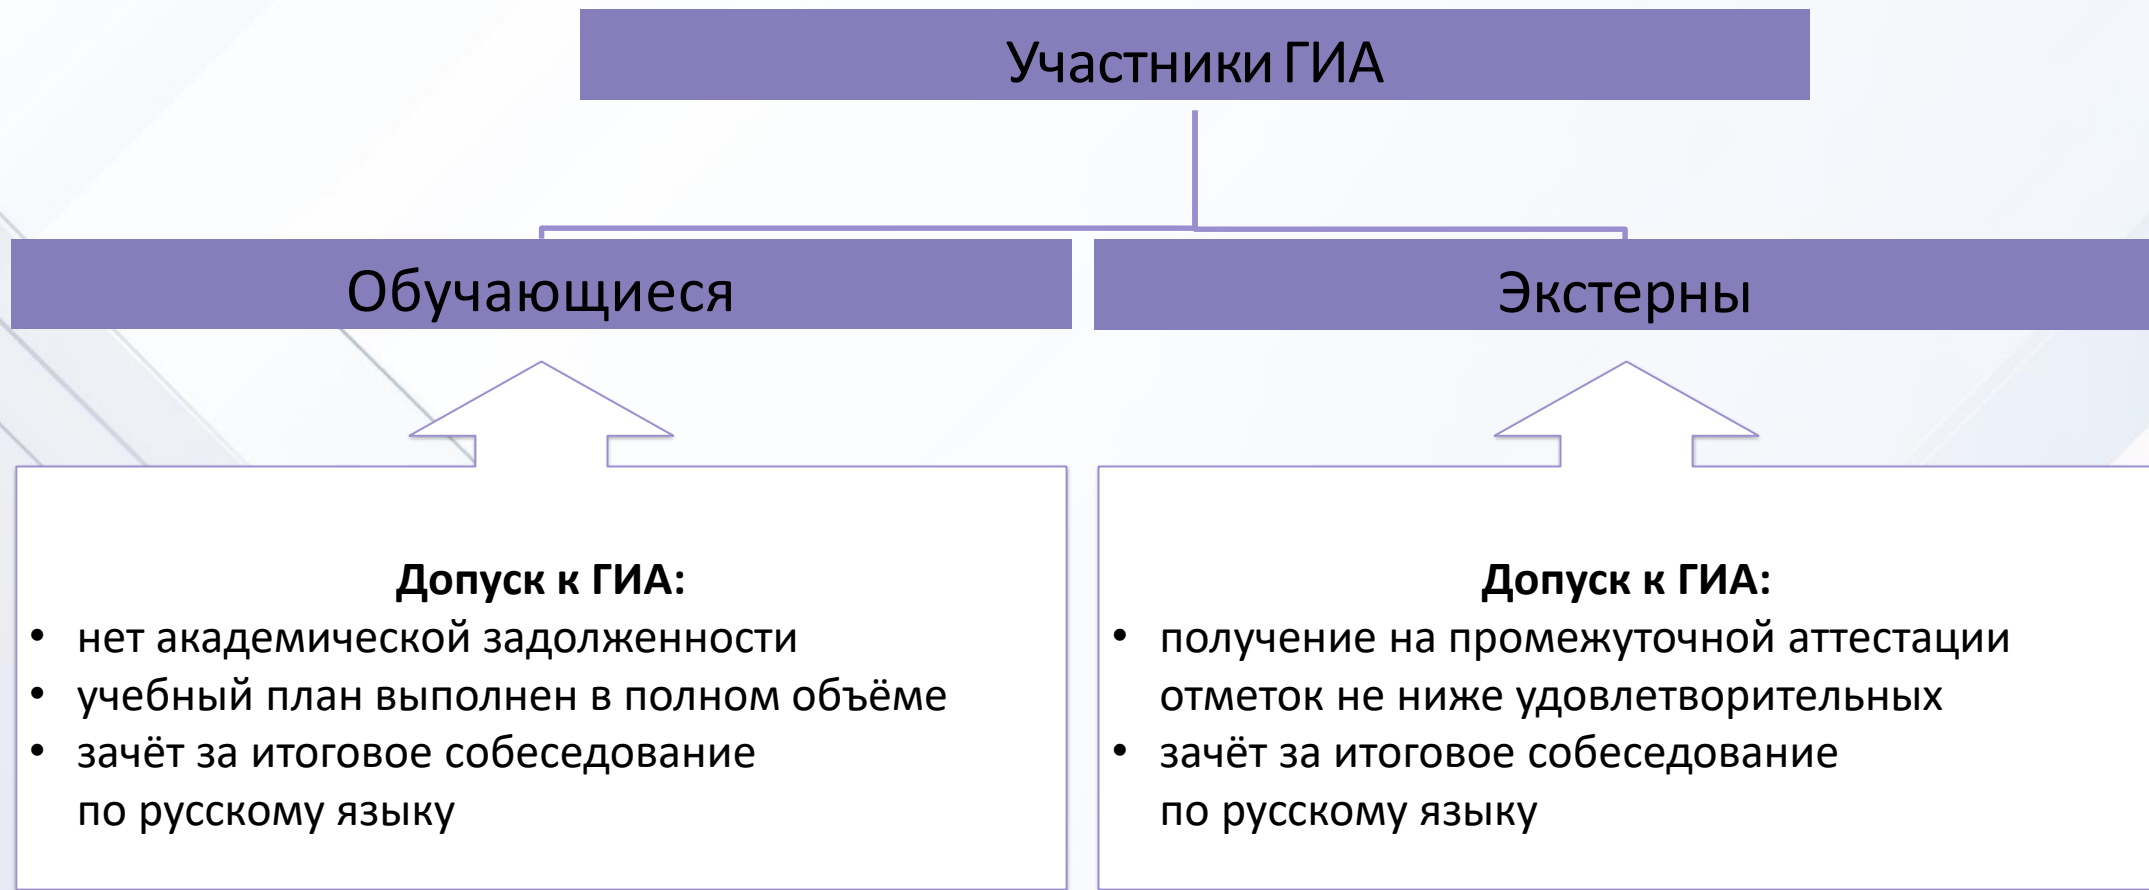 Участники ГИА
Обучающиеся
Экстерны
Допуск к ГИА:
• нет академической задолженности
• учебный план выполнен в полном объёме
• зачёт за итоговое собеседование
по русскому языку
Допуск к ГИА:
• получение на промежуточной аттестации
отметок не ниже удовлетворительных
• зачёт за итоговое собеседование
по русскому языку